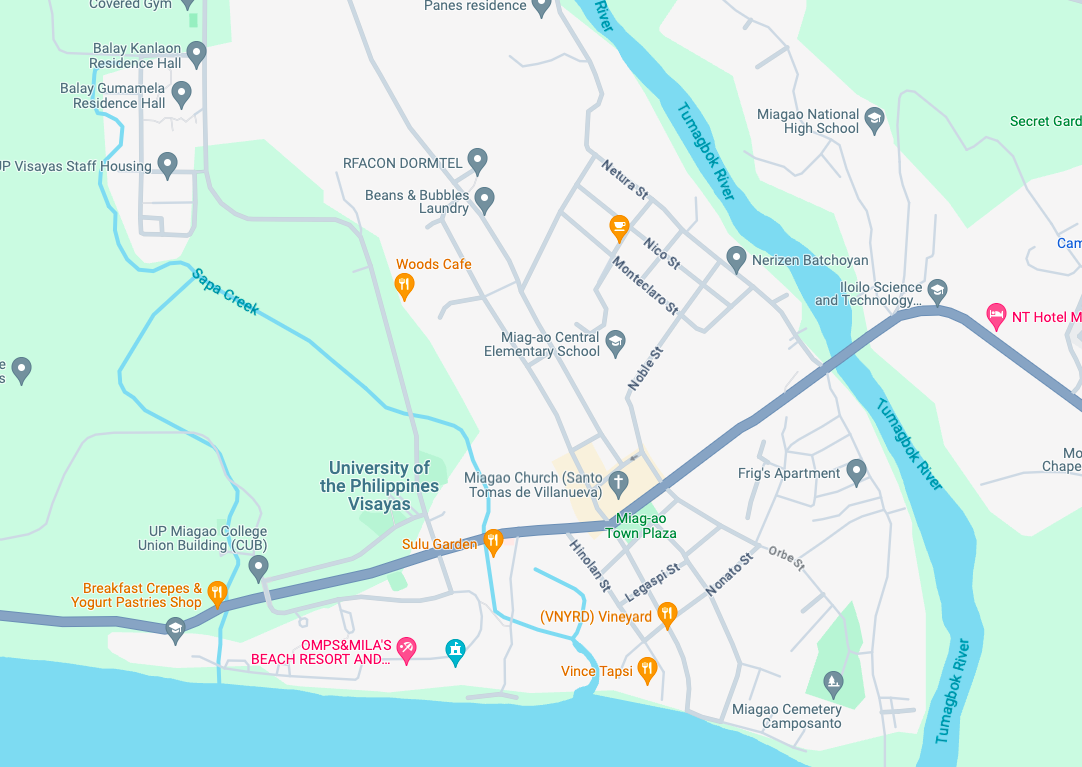 Covered Gym
Panes residence
River
Balay Kanlaon
Residence Hall
Balay Gumamela
Residence Hall
Tumagbok River
Miagao National
High School
Secret Gard
UP Visayas Staff Housing
RFACON DORMTEL
Beans & Bubbles
Laundry
Netura St
Nico St
Monteclaro St
Nerizen Batchoyan
Cam
Woods Cafe
Sapa Creek
Iloilo Science
and Technology...
NT Hotel M
Miag-ao Central
Elementary School
Noble St
e
s
Tumagbok River
University of
the Philippines
Visayas
Miagao Church (Santo
Tomas de Villanueva)
Frig's Apartment
Mo
Chape
Miag-ao
Town Plaza
UP Miagao College
Union Building (CUB)
Sulu Garden
Hinolan St
Legaspi St
Nonato St
Orbe St
Breakfast Crepes &
Yogurt Pastries Shop
(VNYRD) Vineyard
OMPS&MILA'S
BEACH RESORT AND...
Vince Tapsi
Tumagbok River
Miagao Cemetery
Camposanto